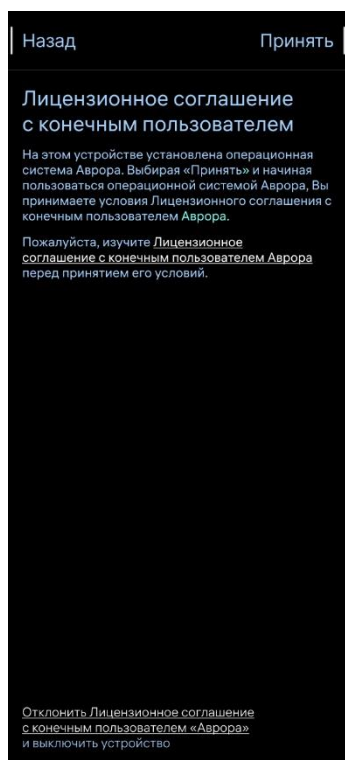 Назад Принять
Лицензионное соглашение
с конечным пользователем
На этом устройстве установлена операционная
система Аврора. Выбирая «Принять» и начиная
пользоваться операционной системой Аврора, Вы
принимаете условия Лицензионного соглашения с
конечным пользователем Аврора.
Пожалуйста, изучите Лицензионное
соглашение с конечным пользователем Аврора
перед принятием его условий.
Отклонить Лицензионное соглашение
с конечным пользователем «Аврора»
и выключить устройство